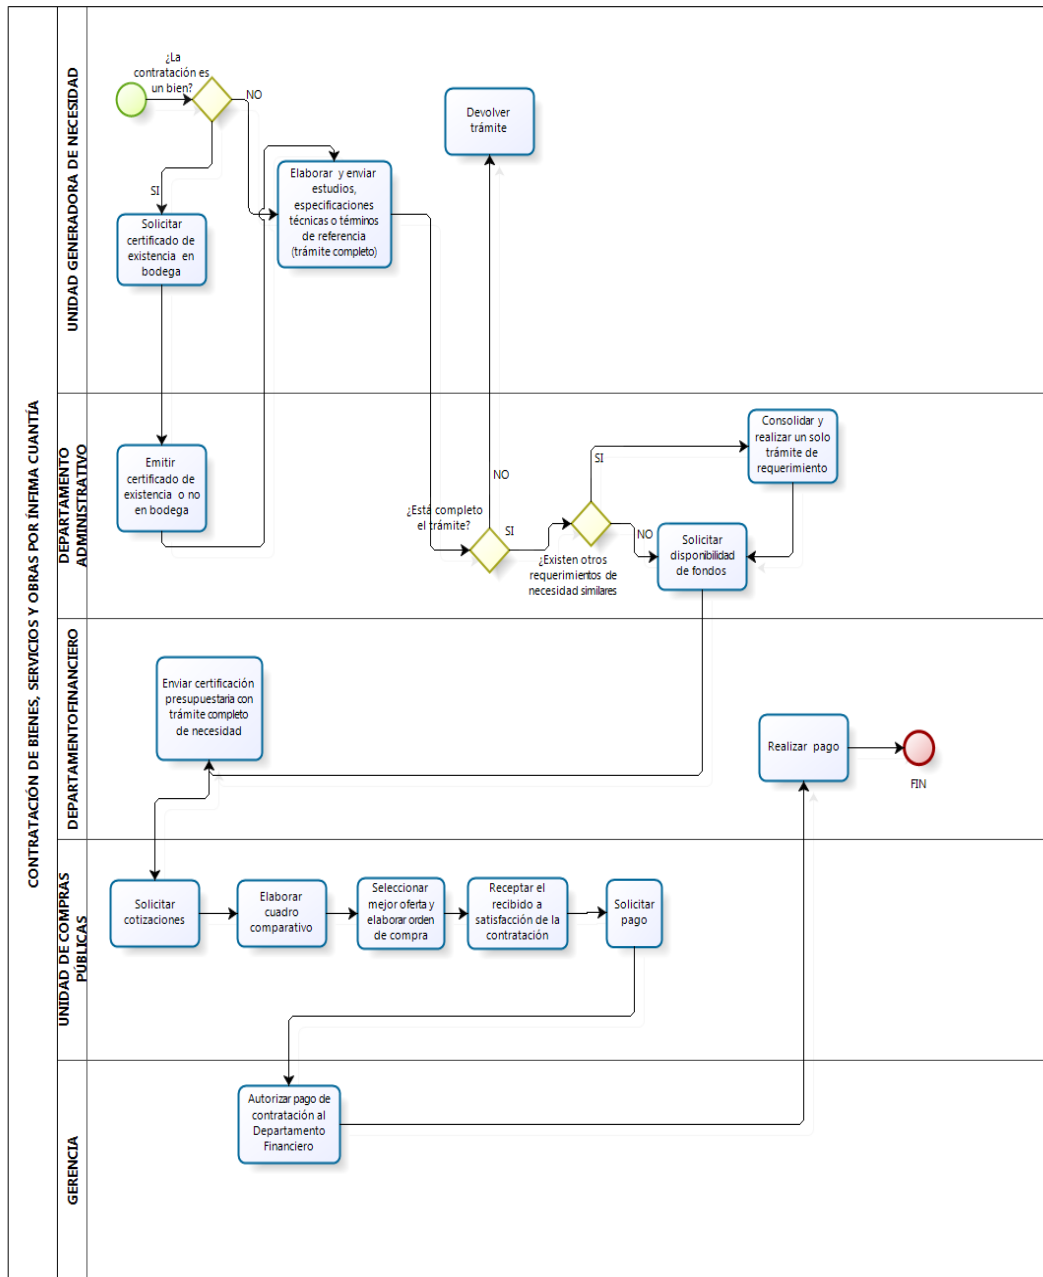 CONTRATACIÓN DE BIENES, SERVICIOS Y OBRAS POR ÍNFIMA CUANTÍA
UNIDAD GENERADORA DE NECESIDAD
¿La
contratación es
un bien?
NO
SI
Solicitar
certificado de
existencia en
bodega
Elaborar y enviar
estudios,
especificaciones
técnicas o términos
de referencia
(trámite completo)
Devolver
trámite
DEPARTAMENTO
ADMINISTRATIVO
Emitir
certificado de
existencia o no
en bodega
¿Está completo
el trámite?
NO
SI
¿Existen otros
requerimientos de
necesidad similares
SI
NO
Consolidar y
realizar un solo
trámite de
requerimiento
Solicitar
disponibilidad
de fondos
DEPARTAMENTOFINANCIERO
Enviar certificación
presupuestaria con
trámite completo
de necesidad
Realizar pago
FIN
UNIDAD DE COMPRAS
PÚBLICAS
Solicitar
cotizaciones
Elaborar
cuadro
comparativo
Seleccionar
mejor oferta y
elaborar orden
de compra
Receptar el
recibido a
satisfacción de la
contratación
Solicitar
pago
GERENCIA
Autorizar pago de
contratación al
Departamento
Financiero